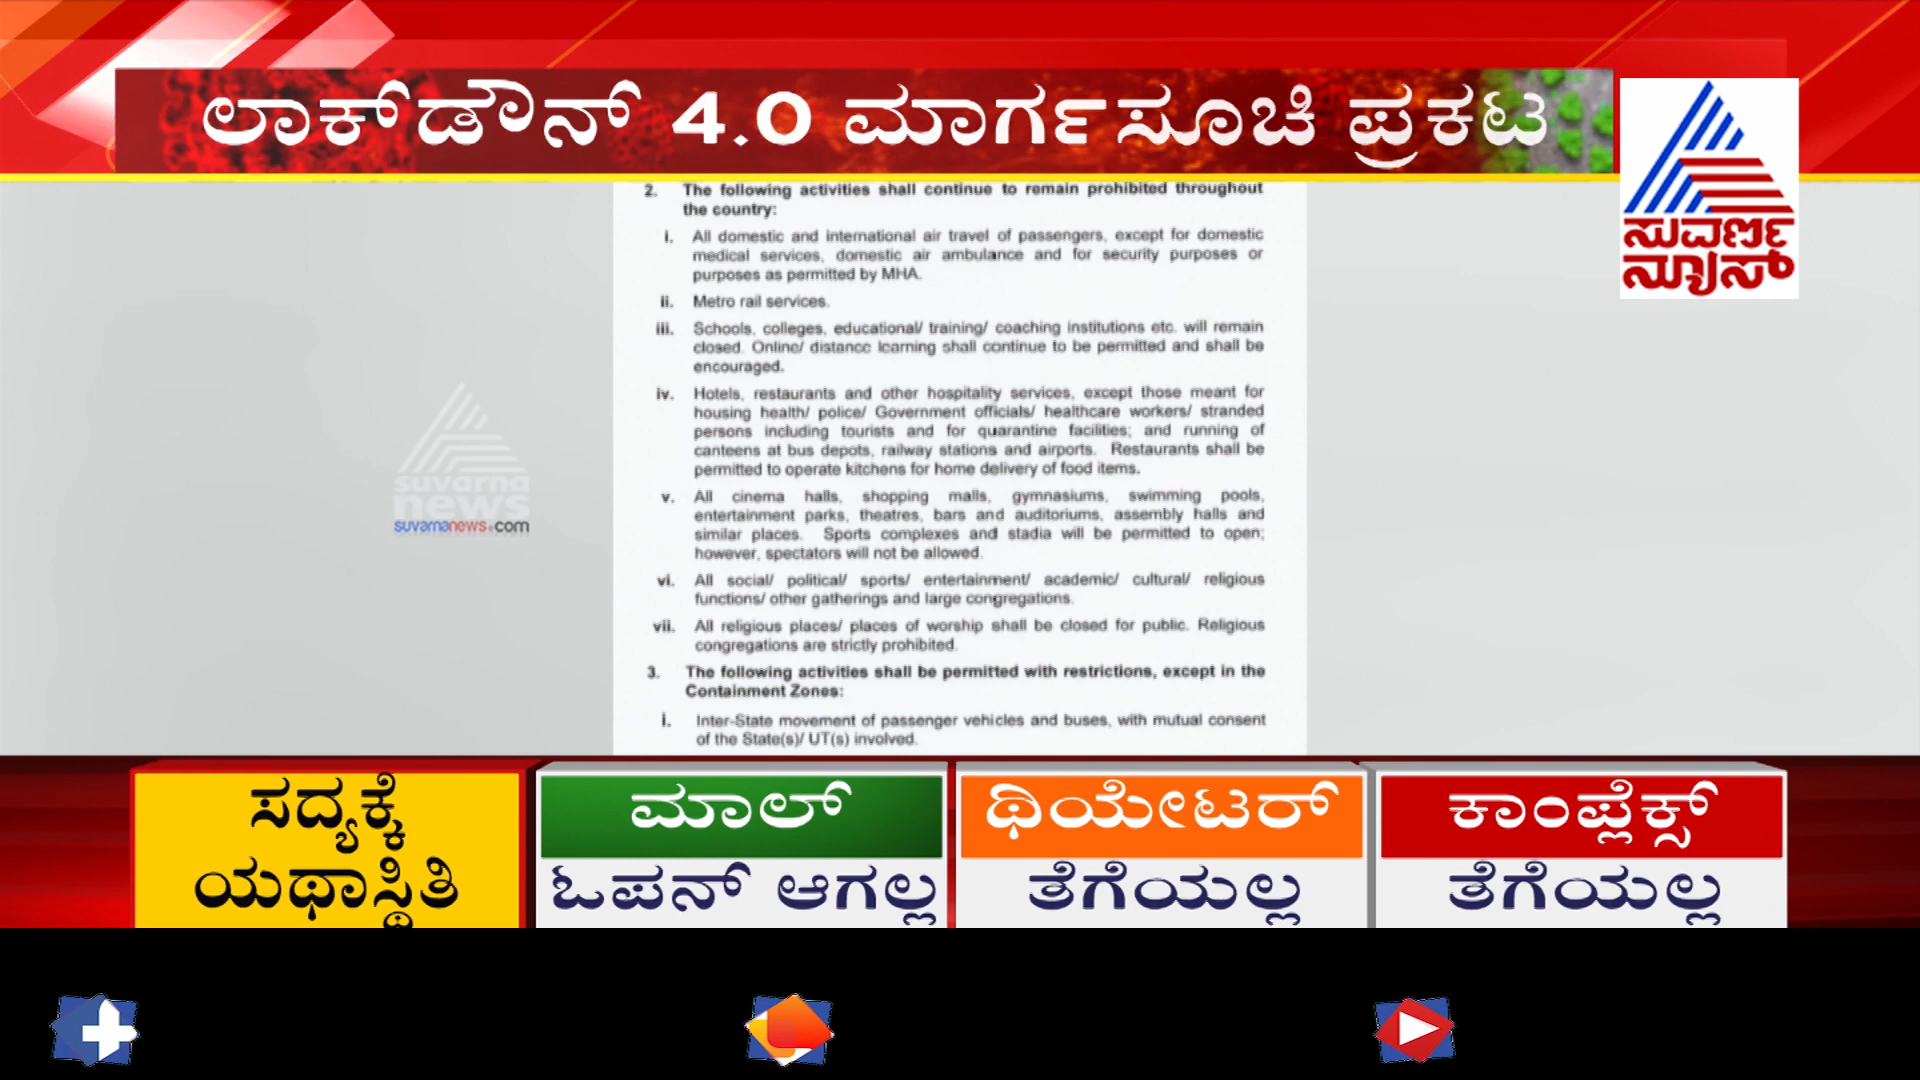 ಲಾಕ್‌ಡೌನ್ 4.0 ಮಾರ್ಗಸೂಚಿ ಪ್ರಕಟ
ಸುವರ್ಣ
ನ್ಯೂಸ್
2. The following activities shall continue to remain prohibited throughout
the country:
i. All domestic and international air travel of passengers, except for domestic
medical services, domestic air ambulance and for security purposes or
purposes as permitted by MHA.
ii. Metro rail services.
iii. Schools, colleges, educational/ training/ coaching institutions etc. will remain
closed. Online/ distance learning shall continue to be permitted and shall be
encouraged.
iv. Hotels, restaurants and other hospitality services, except those meant for
housing health/ police/ Government officials/ healthcare workers/ stranded
persons including tourists and for quarantine facilities; and running of
canteens at bus depots, railway stations and airports. Restaurants shall be
permitted to operate kitchens for home delivery of food items.
v. All cinema halls, shopping malls, gymnasiums, swimming pools,
entertainment parks, theatres, bars and auditoriums, assembly halls and
similar places. Sports complexes and stadia will be permitted to open;
however, spectators will not be allowed.
vi. All social/ political/ sports/ entertainment/ academic/ cultural/ religious
functions/ other gatherings and large congregations.
vii. All religious places/ places of worship shall be closed for public. Religious
congregations are strictly prohibited.
3. The following activities shall be permitted with restrictions, except in the
Containment Zones:
i. Inter-State movement of passenger vehicles and buses, with mutual consent
of the State(s)/ UT(s) involved.
suvarna
news
suvarnanews.com
ಸದ್ಯಕ್ಕೆ
ಯಥಾಸ್ಥಿತಿ
ಮಾಲ್
ಓಪನ್ ಆಗಲ್ಲ
ಥಿಯೇಟರ್
ತೆಗೆಯಲ್ಲ
ಕಾಂಪ್ಲೆಕ್ಸ್
ತೆಗೆಯಲ್ಲ